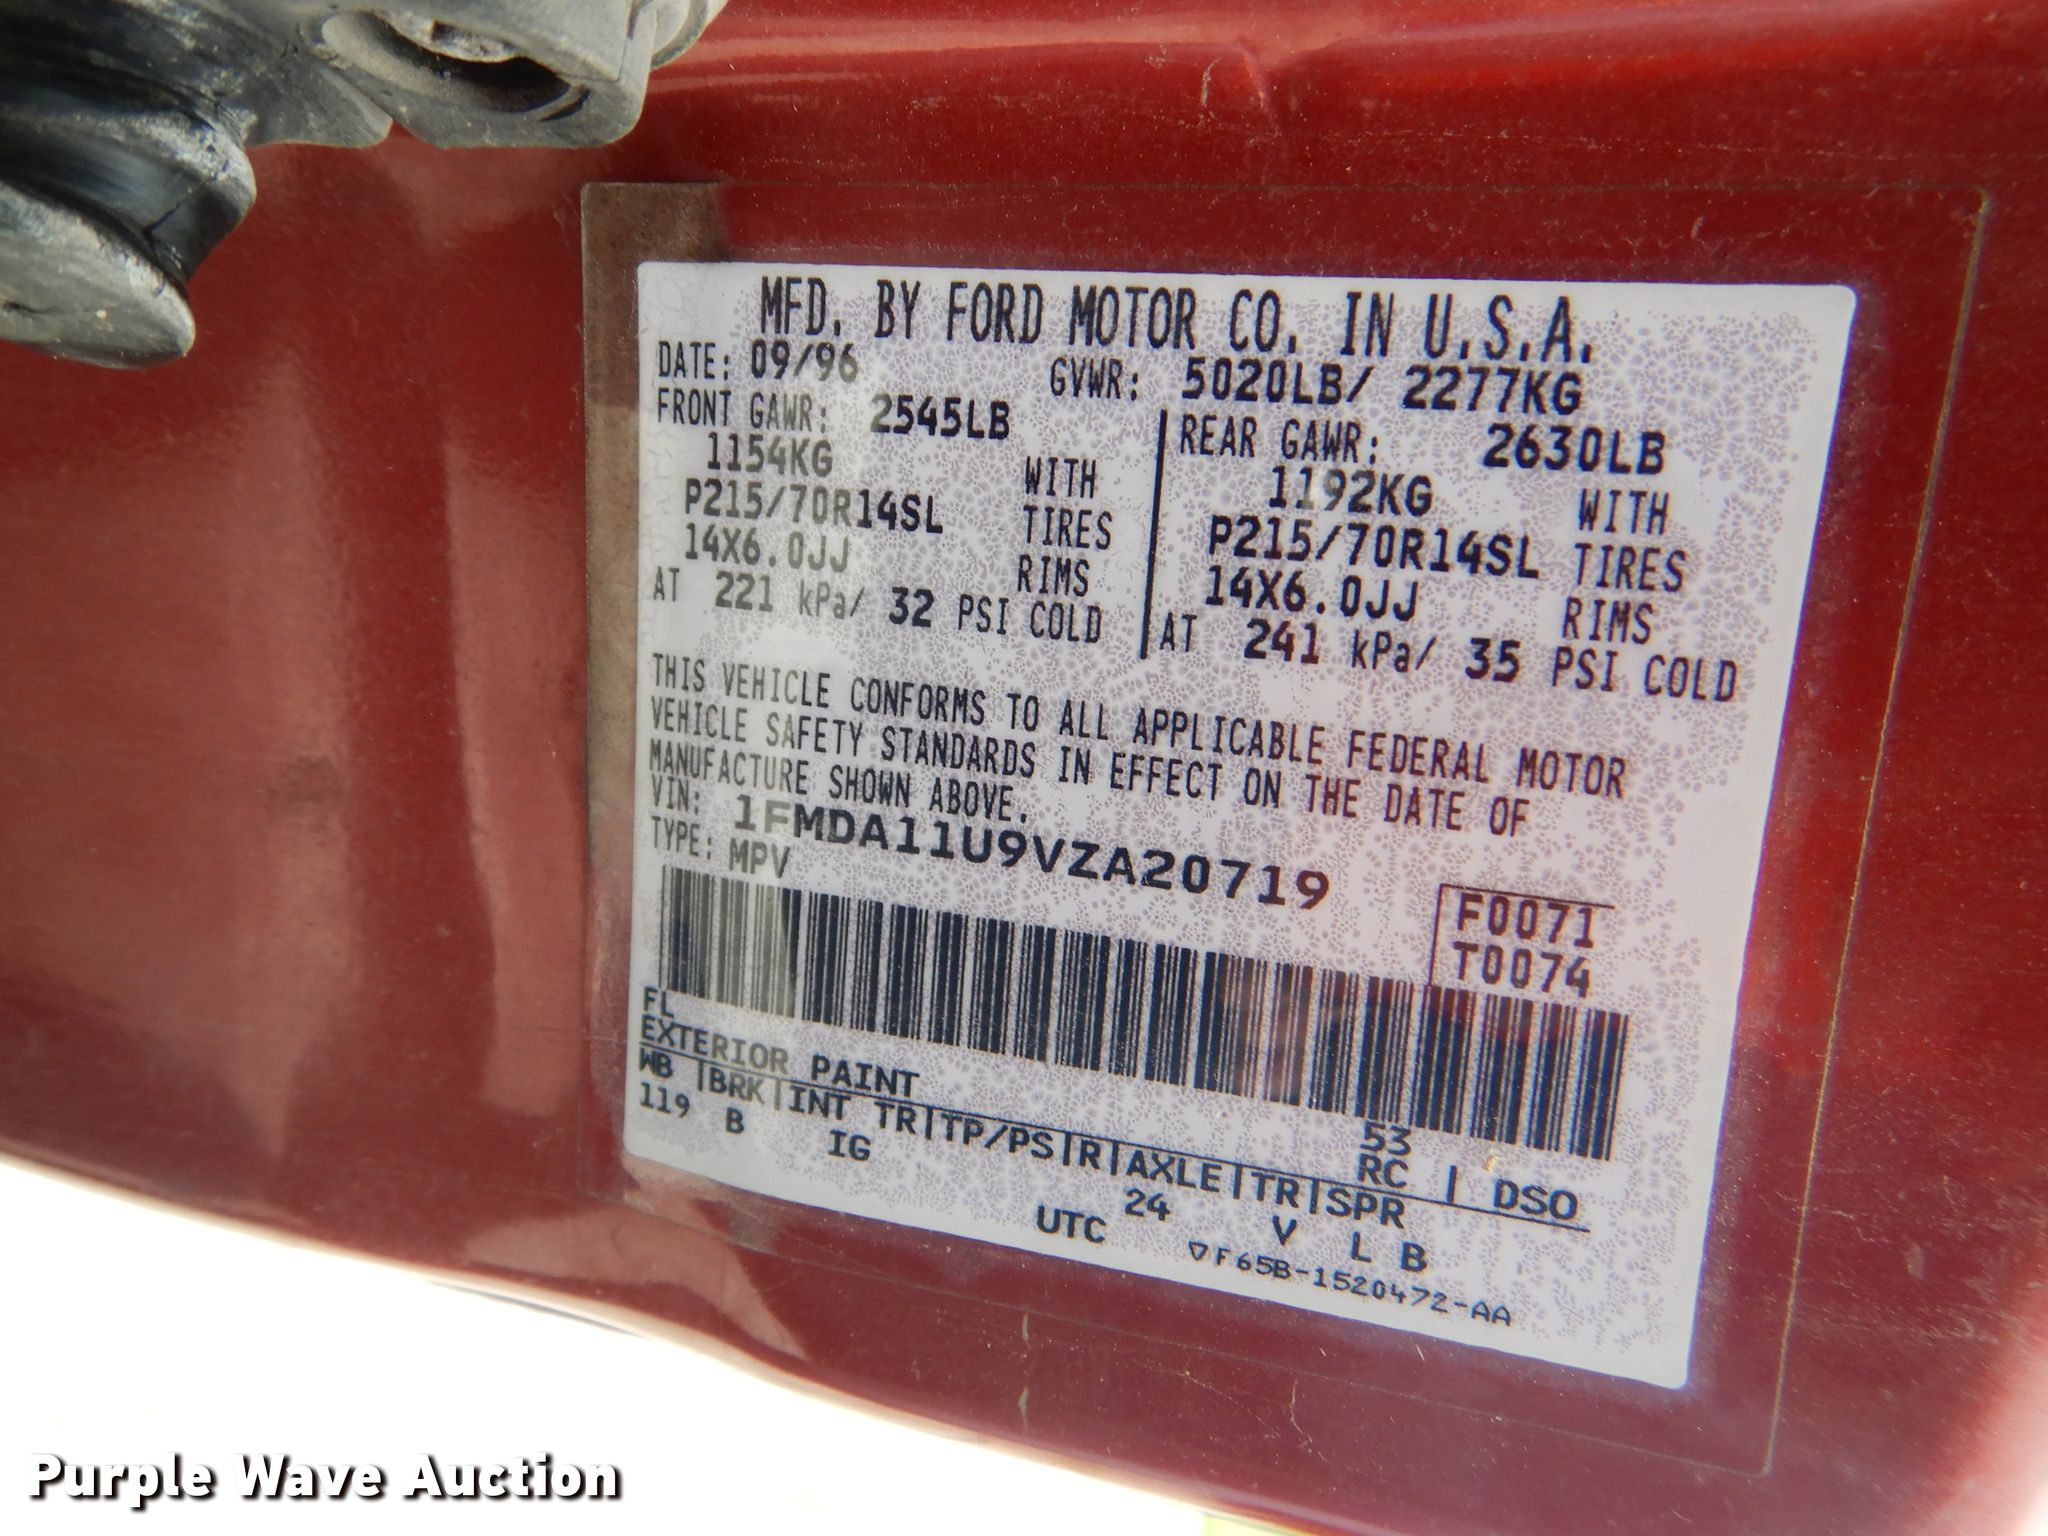 MFD. BY FORD MOTOR CO. IN U.S.A.
DATE: 09/96 GVWR: 5020LB/ 2277KG
FRONT GAWR: 2545LB REAR GAWR: 2630LB
1154KG WITH 1192KG WITH
P215/70R14SL TIRES P215/70R14SL TIRES
14X6.0JJ RIMS 14X6.0JJ RIMS
AT 221 kPa/ 32 PSI COLD AT 241 kPa/ 35 PSI COLD
THIS VEHICLE CONFORMS TO ALL APPLICABLE FEDERAL MOTOR
VEHICLE SAFETY STANDARDS IN EFFECT ON THE DATE OF
MANUFACTURE SHOWN ABOVE.
VIN: 1FMDA11U9VZA20719
TYPE: MPV
F0071
T0074
FL 53
EXTERIOR PAINT RC | DSO
WB |BRK|INT TR|TP/PS|R|AXLE|TR|SPR
119 B IG UTC 24 V L B
▽F65B-1520472-AA
Purple Wave Auction